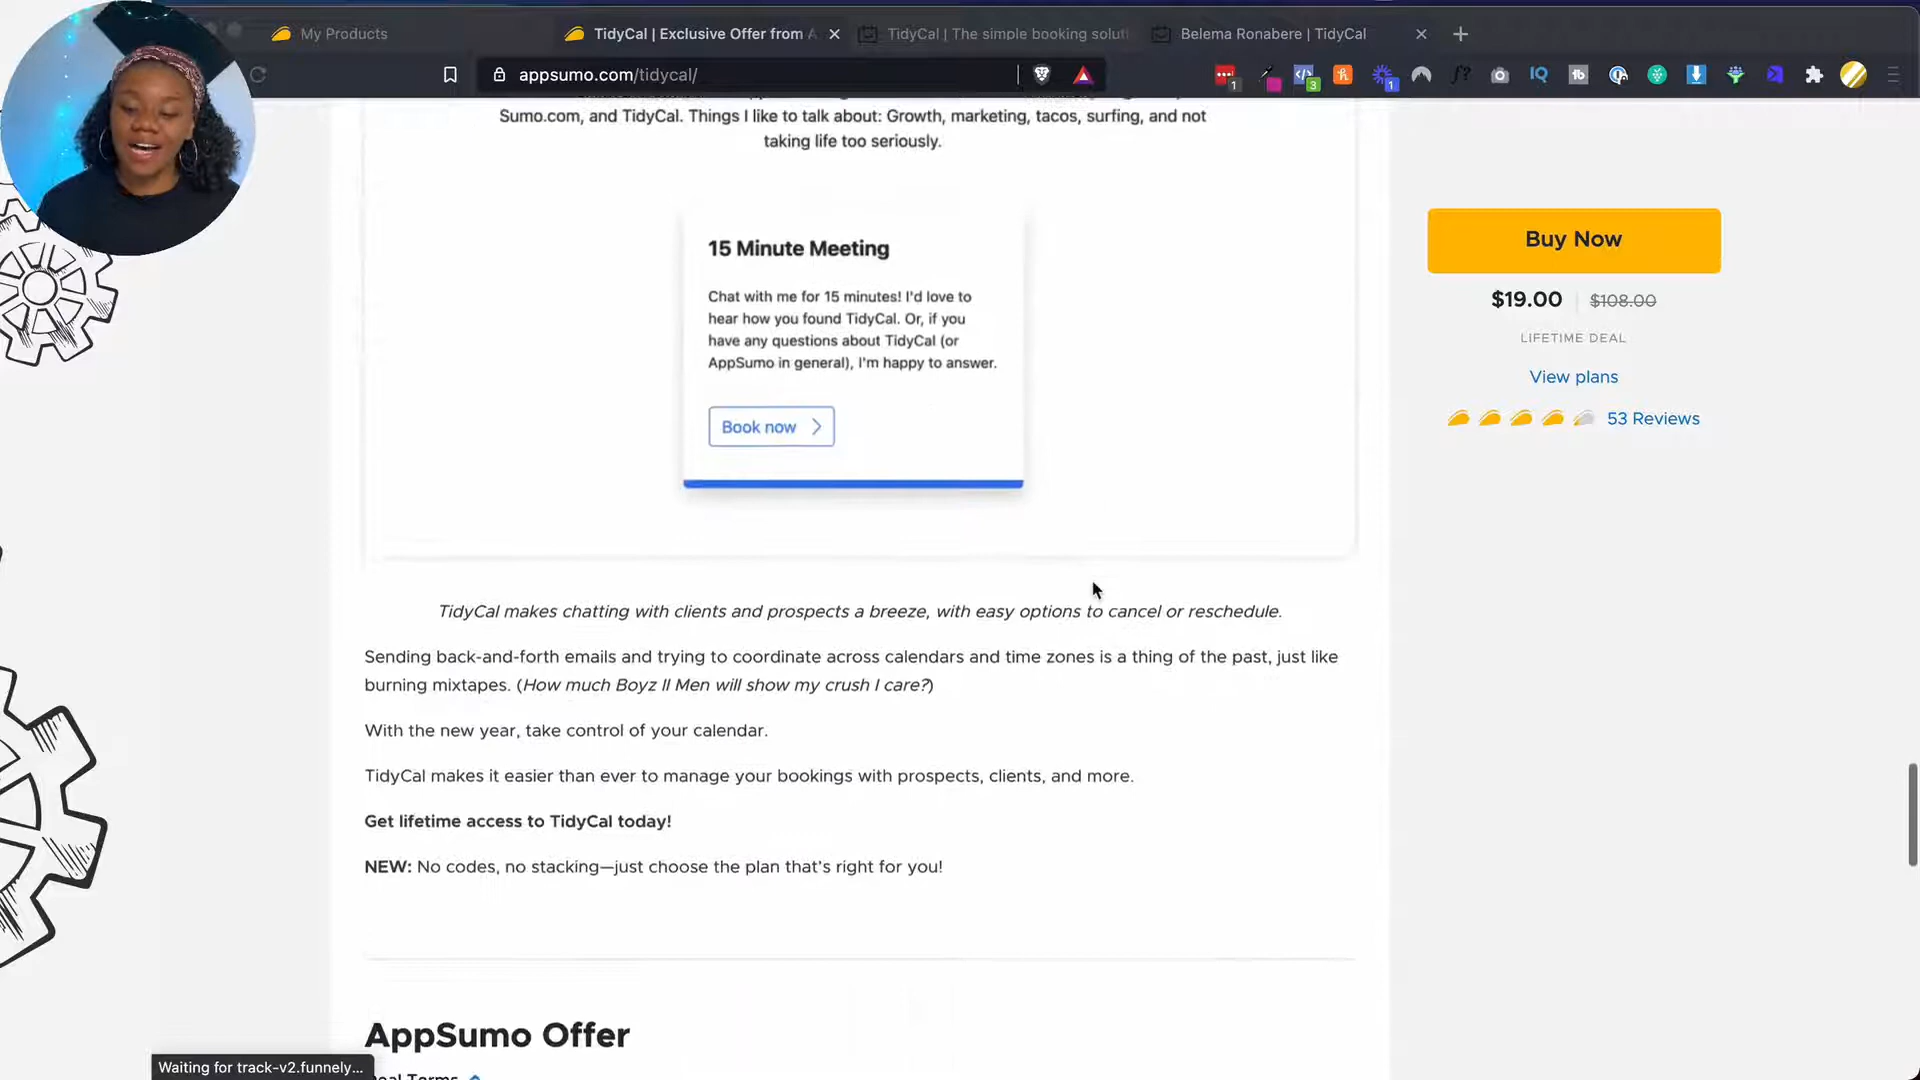 My Products
TidyCal | Exclusive Offer from A
TidyCal | The simple booking soluti
Belema Ronabere | TidyCal
appsumo.com/tidycal/
1
3
1
Sumo.com, and TidyCal. Things I like to talk about: Growth, marketing, tacos, surfing, and not
taking life too seriously.
15 Minute Meeting
Chat with me for 15 minutes! I'd love to
hear how you found TidyCal. Or, if you
have any questions about TidyCal (or
AppSumo in general), I'm happy to answer.
Book now
Buy Now
$19.00 $108.00
LIFETIME DEAL
View plans
53 Reviews
TidyCal makes chatting with clients and prospects a breeze, with easy options to cancel or reschedule.
Sending back-and-forth emails and trying to coordinate across calendars and time zones is a thing of the past, just like
burning mixtapes. (How much Boyz II Men will show my crush I care?)
With the new year, take control of your calendar.
TidyCal makes it easier than ever to manage your bookings with prospects, clients, and more.
Get lifetime access to TidyCal today!
NEW: No codes, no stacking—just choose the plan that's right for you!
AppSumo Offer
Waiting for track-v2.funnely...
eal Terms